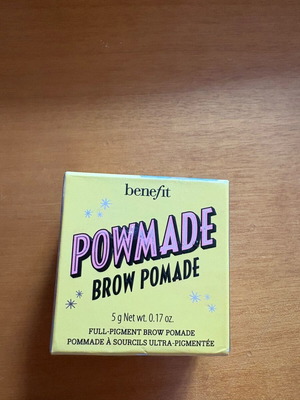 benefit
POWMADE
BROW POMADE
5 g Net wt. 0.17 oz.
FULL-PIGMENT BROW POMADE
POMMADE À SOURCILS ULTRA-PIGMENTÉE